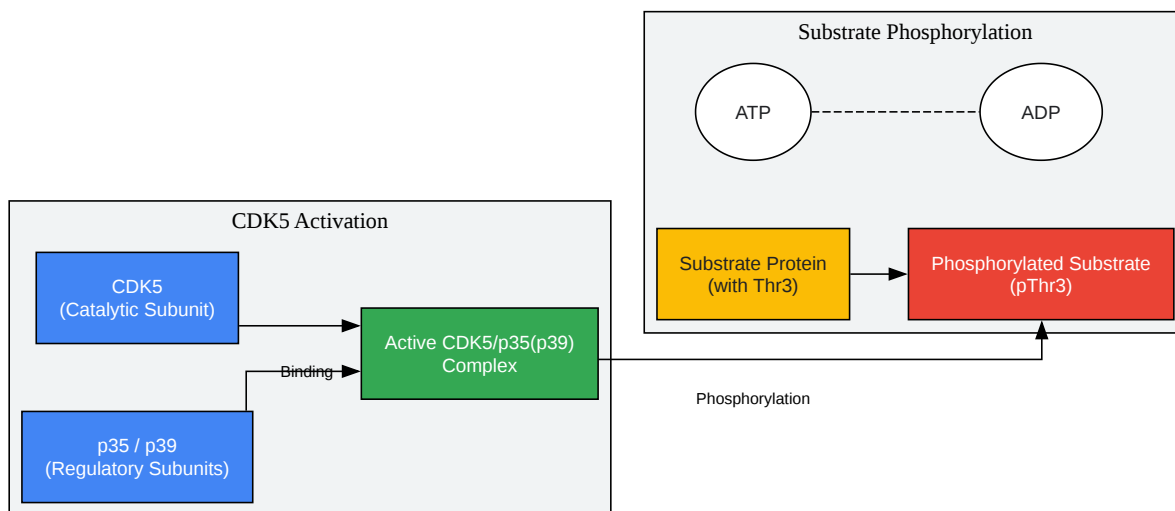 Substrate Phosphorylation
ATP
ADP
CDK5 Activation
CDK5
(Catalytic Subunit)
Substrate Protein
(with Thr3)
Phosphorylated Substrate
(pThr3)
Active CDK5/p35(p39)
Complex
Binding
Phosphorylation
p35 / p39
(Regulatory Subunits)